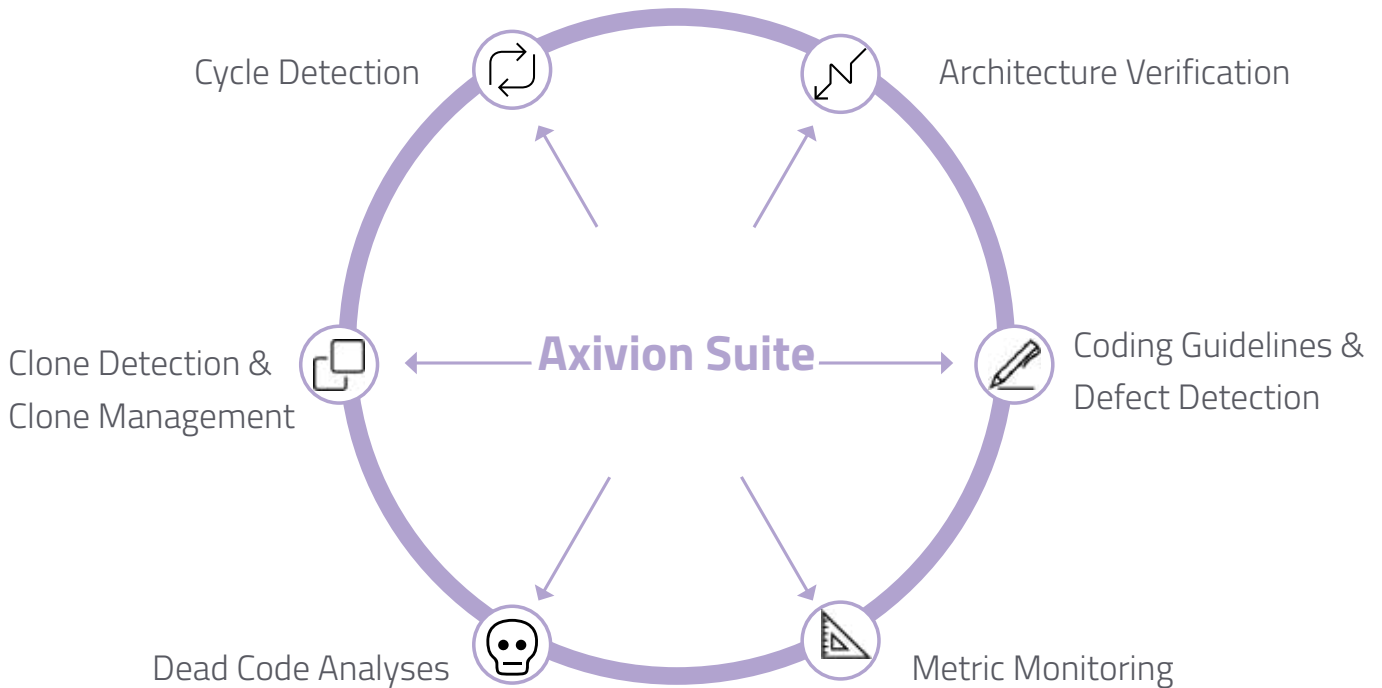 Cycle Detection
Architecture Verification
Clone Detection &
Clone Management
Axivion Suite
Coding Guidelines &
Defect Detection
Dead Code Analyses
Metric Monitoring